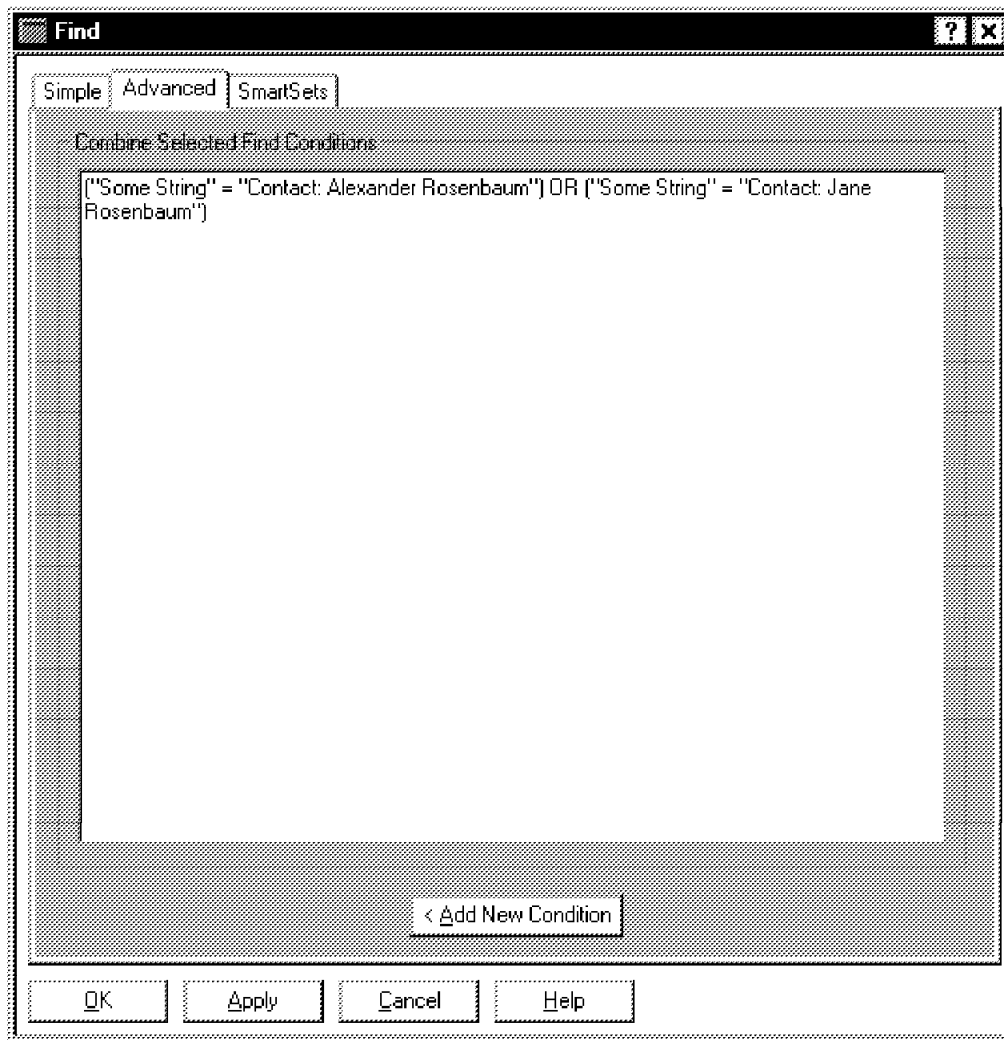 Find
? X
Simple Advanced SmartSets
Combine Selected Find Conditions
("Some String" = "Contact: Alexander Rosenbaum") OR ("Some String" = "Contact: Jane
Rosenbaum")
< Add New Condition
OK Apply Cancel Help